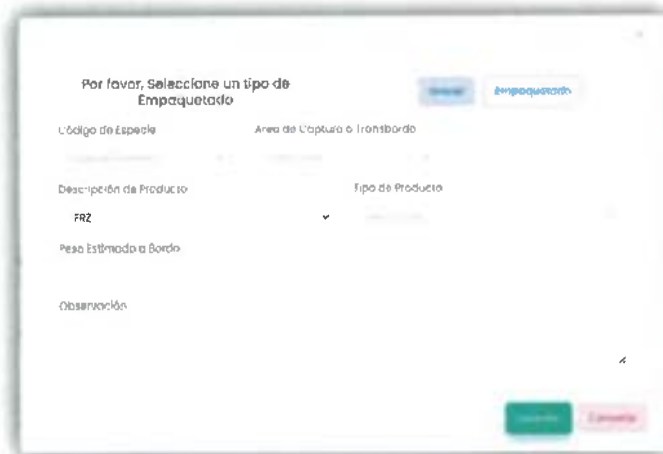 Por favor, Seleccione un tipo de
Empaquetado
Empaquetado
Código de Especie
Area de Captura o Transbordo
Descripción de Producto
Tipo de Producto
FRZ
Peso Estimado a Bordo
Observación
Cancelar